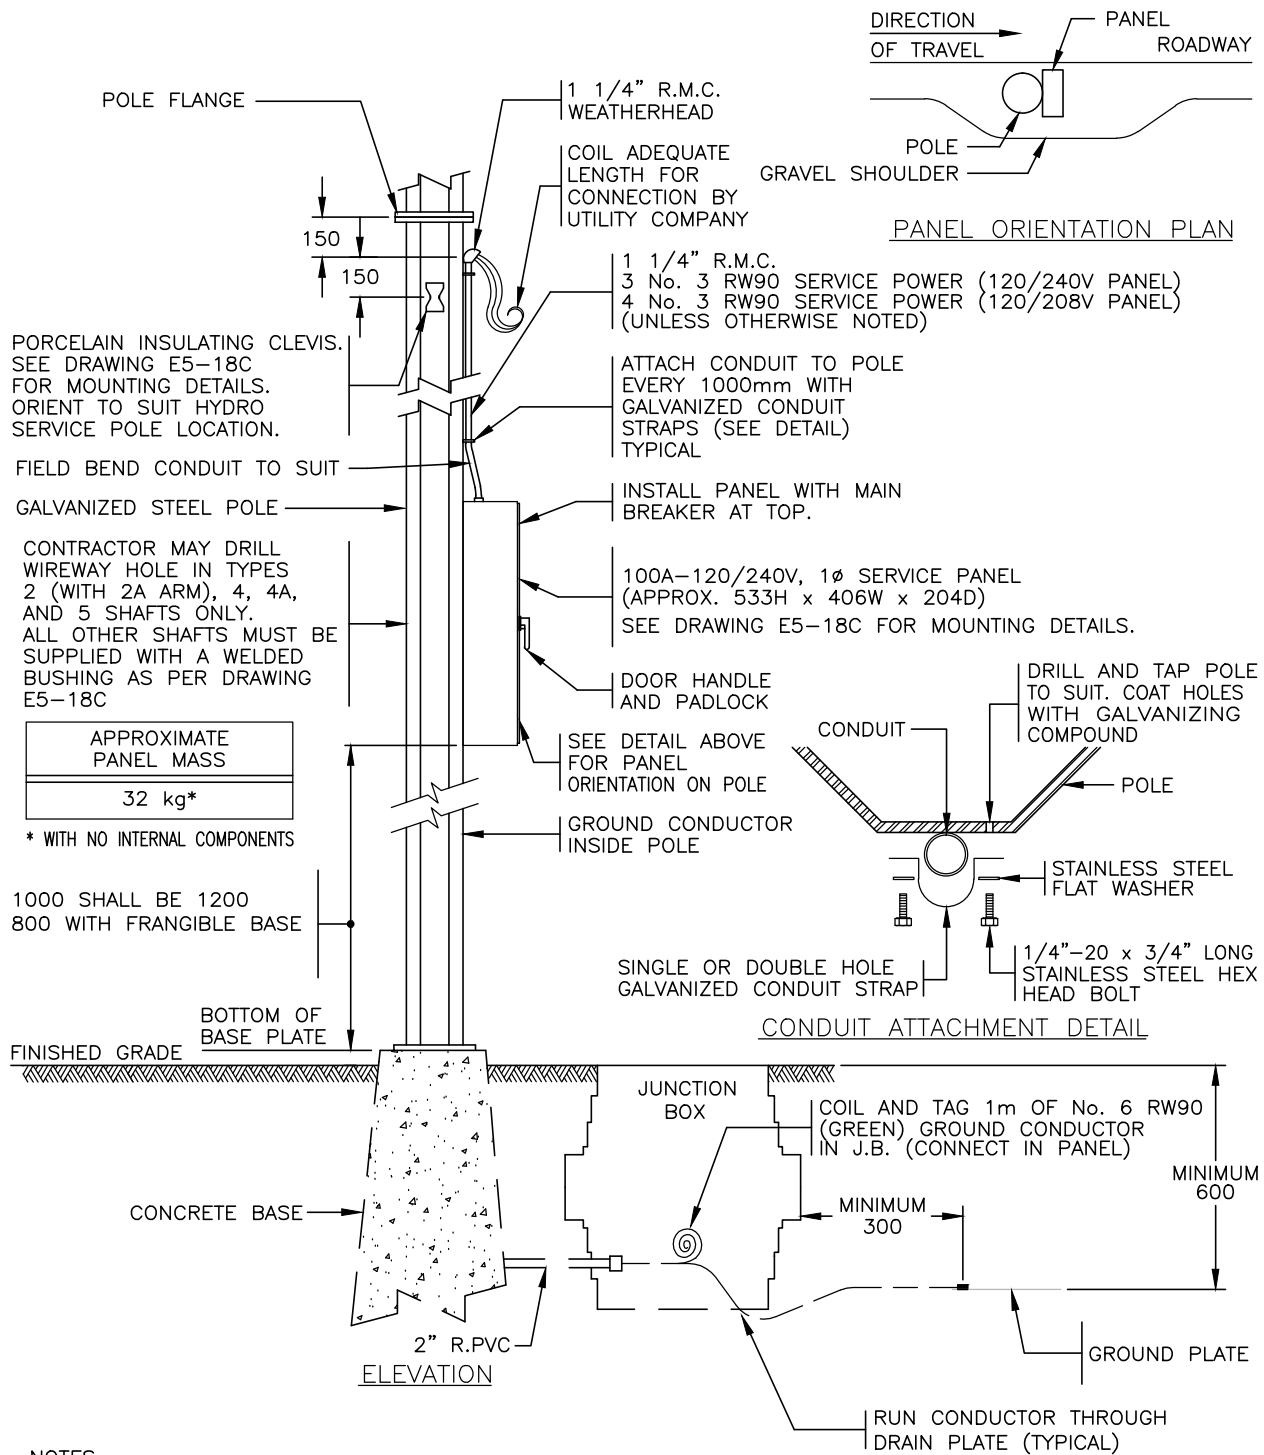 DIRECTION
OF TRAVEL
PANEL
ROADWAY
POLE
GRAVEL SHOULDER
PANEL ORIENTATION PLAN
POLE FLANGE
1 1/4” R.M.C.
WEATHERHEAD
COIL ADEQUATE
LENGTH FOR
CONNECTION BY
UTILITY COMPANY
150
150
1 1/4” R.M.C.
3 No. 3 RW90 SERVICE POWER (120/240V PANEL)
4 No. 3 RW90 SERVICE POWER (120/208V PANEL)
(UNLESS OTHERWISE NOTED)
PORCELAIN INSULATING CLEVIS.
SEE DRAWING E5-18C
FOR MOUNTING DETAILS.
ORIENT TO SUIT HYDRO
SERVICE POLE LOCATION.
ATTACH CONDUIT TO POLE
EVERY 1000mm WITH
GALVANIZED CONDUIT
STRAPS (SEE DETAIL)
TYPICAL
FIELD BEND CONDUIT TO SUIT
GALVANIZED STEEL POLE
INSTALL PANEL WITH MAIN
BREAKER AT TOP.
CONTRACTOR MAY DRILL
WIREWAY HOLE IN TYPES
2 (WITH 2A ARM), 4, 4A,
AND 5 SHAFTS ONLY.
ALL OTHER SHAFTS MUST BE
SUPPLIED WITH A WELDED
BUSHING AS PER DRAWING
E5-18C
100A-120/240V, 1ø SERVICE PANEL
(APPROX. 533H x 406W x 204D)
SEE DRAWING E5-18C FOR MOUNTING DETAILS.
DOOR HANDLE
AND PADLOCK
SEE DETAIL ABOVE
FOR PANEL
ORIENTATION ON POLE
APPROXIMATE
PANEL MASS
32 kg*
* WITH NO INTERNAL COMPONENTS
GROUND CONDUCTOR
INSIDE POLE
1000 SHALL BE 1200
800 WITH FRANGIBLE BASE
DRILL AND TAP POLE
TO SUIT. COAT HOLES
WITH GALVANIZING
COMPOUND
CONDUIT
POLE
STAINLESS STEEL
FLAT WASHER
1/4”-20 x 3/4” LONG
STAINLESS STEEL HEX
HEAD BOLT
SINGLE OR DOUBLE HOLE
GALVANIZED CONDUIT STRAP
CONDUIT ATTACHMENT DETAIL
BOTTOM OF
BASE PLATE
FINISHED GRADE
JUNCTION
BOX
COIL AND TAG 1m OF No. 6 RW90
(GREEN) GROUND CONDUCTOR
IN J.B. (CONNECT IN PANEL)
MINIMUM
600
MINIMUM
300
CONCRETE BASE
2” R.PVC
ELEVATION
GROUND PLATE
RUN CONDUCTOR THROUGH
DRAIN PLATE (TYPICAL)